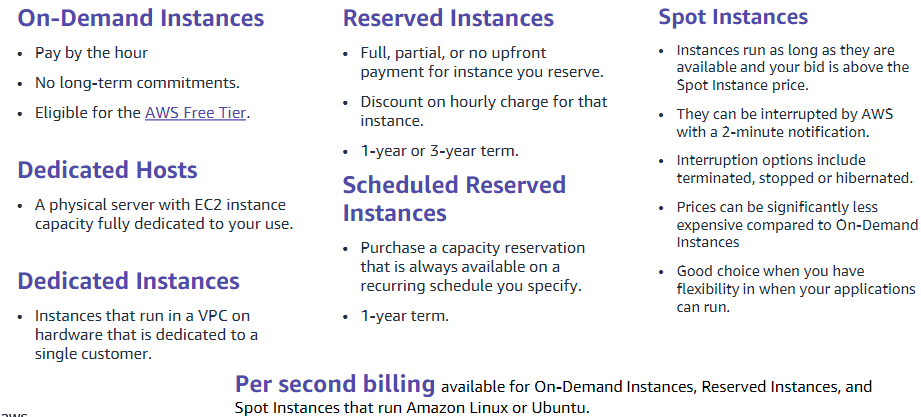 On-Demand Instances
• Pay by the hour
• No long-term commitments.
• Eligible for the AWS Free Tier.
Dedicated Hosts
• A physical server with EC2 instance
capacity fully dedicated to your use.
Dedicated Instances
• Instances that run in a VPC on
hardware that is dedicated to a
single customer.
Reserved Instances
• Full, partial, or no upfront
payment for instance you reserve.
• Discount on hourly charge for that
instance.
• 1-year or 3-year term.
Scheduled Reserved
Instances
• Purchase a capacity reservation
that is always available on a
recurring schedule you specify.
• 1-year term.
Spot Instances
• Instances run as long as they are
available and your bid is above the
Spot Instance price.
• They can be interrupted by AWS
with a 2-minute notification.
• Interruption options include
terminated, stopped or hibernated.
• Prices can be significantly less
expensive compared to On-Demand
Instances
• Good choice when you have
flexibility in when your applications
can run.
Per second billing available for On-Demand Instances, Reserved Instances, and
Spot Instances that run Amazon Linux or Ubuntu.
aws